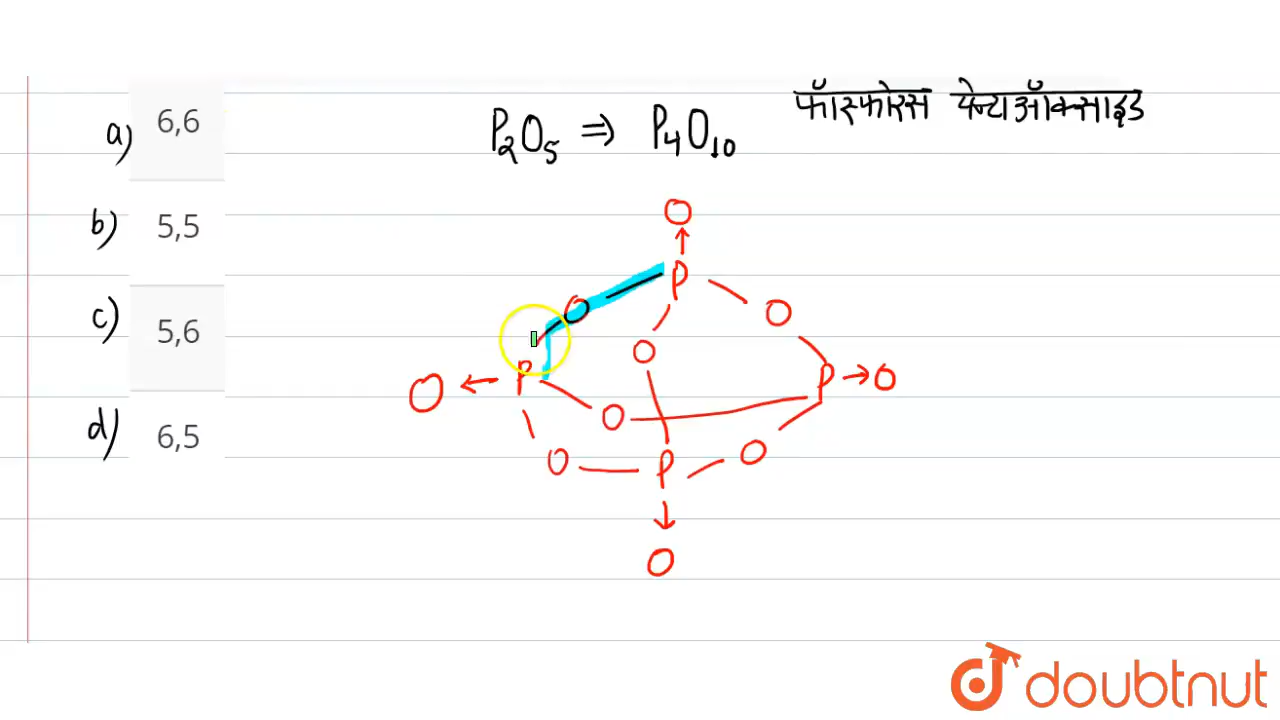 फॉस्फोरस पेन्टाऑक्साइड
P2O5 ⇒ P4O10
a) 6,6
b) 5,5
c) 5,6
d) 6,5
O
P
O O
O
P P → O
O ← 
O
O P O
O
doubtnut